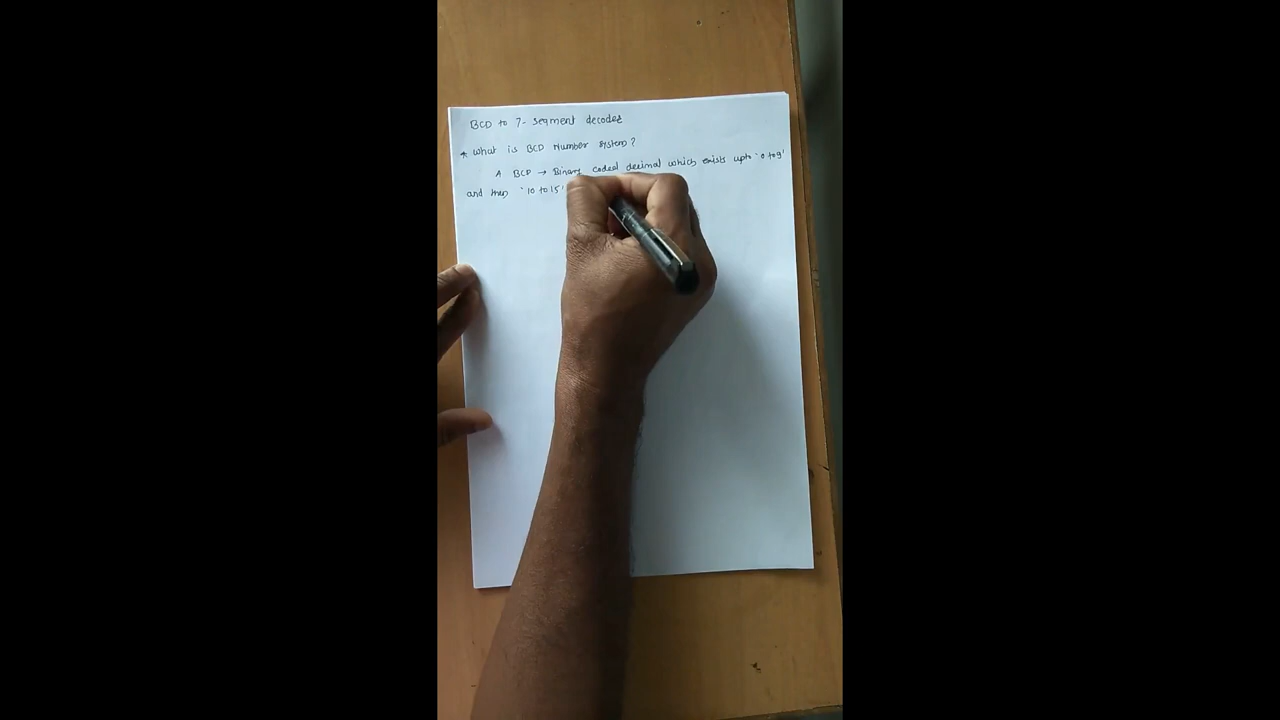 BCD to 7-segment decoder
* What is BCD Number system?
A BCD → Binary coded decimal which exists upto '0 to 9'
and then '10 to 15'